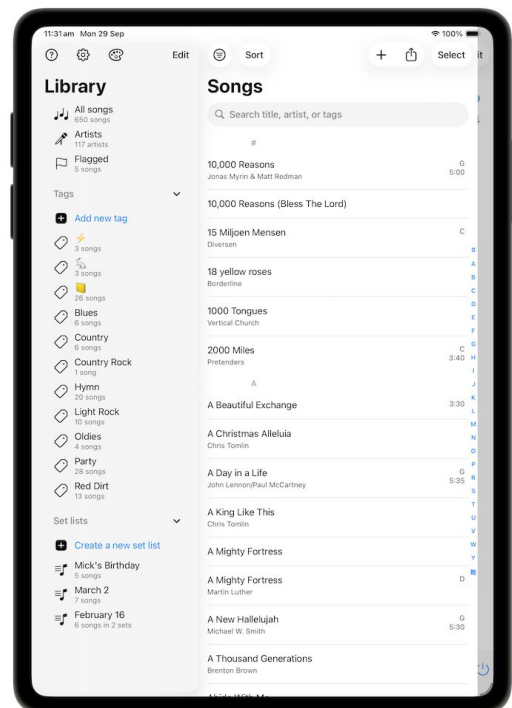 11:31 am Mon 29 Sep
100%
Edit
Sort
Select
it
Library
All songs
650 songs
Artists
117 artists
Flagged
5 songs
Tags
Add new tag
⚡
3 songs
3 songs
26 songs
Blues
6 songs
Country
6 songs
Country Rock
1 song
Hymn
20 songs
Light Rock
10 songs
Oldies
4 songs
Party
28 songs
Red Dirt
13 songs
Set lists
Create a new set list
Mick's Birthday
5 songs
March 2
7 songs
February 16
6 songs in 2 sets
Songs
Search title, artist, or tags
#
10,000 Reasons
G
Jonas Myrin & Matt Redman
5:00
10,000 Reasons (Bless The Lord)
15 Miljoen Mensen
C
Diversen
18 yellow roses
Borderline
1000 Tongues
Vertical Church
2000 Miles
C
Pretenders
3:40
A
A Beautiful Exchange
3:30
A Christmas Alleluia
Chris Tomlin
A Day in a Life
G
John Lennon/Paul McCartney
5:35
A King Like This
Chris Tomlin
A Mighty Fortress
A Mighty Fortress
D
Martin Luther
A New Hallelujah
G
Michael W. Smith
5:30
A Thousand Generations
Brenton Brown
Abide With Me
#
A
B
C
D
E
F
G
H
I
J
K
L
M
N
O
P
R
S
T
U
V
W
Y